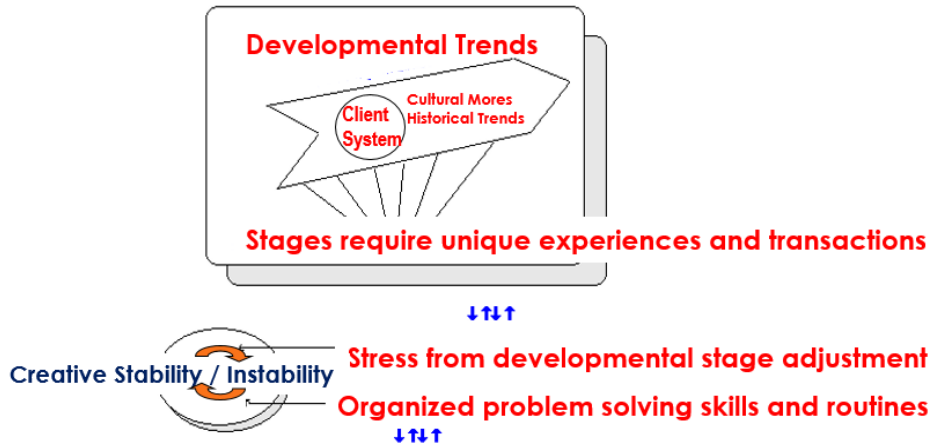 Developmental Trends
Client
System
Cultural Mores
Historical Trends
Stages require unique experiences and transactions
↓↑↓↑
Stress from developmental stage adjustment
Creative Stability / Instability
Organized problem solving skills and routines
↓↑↓↑